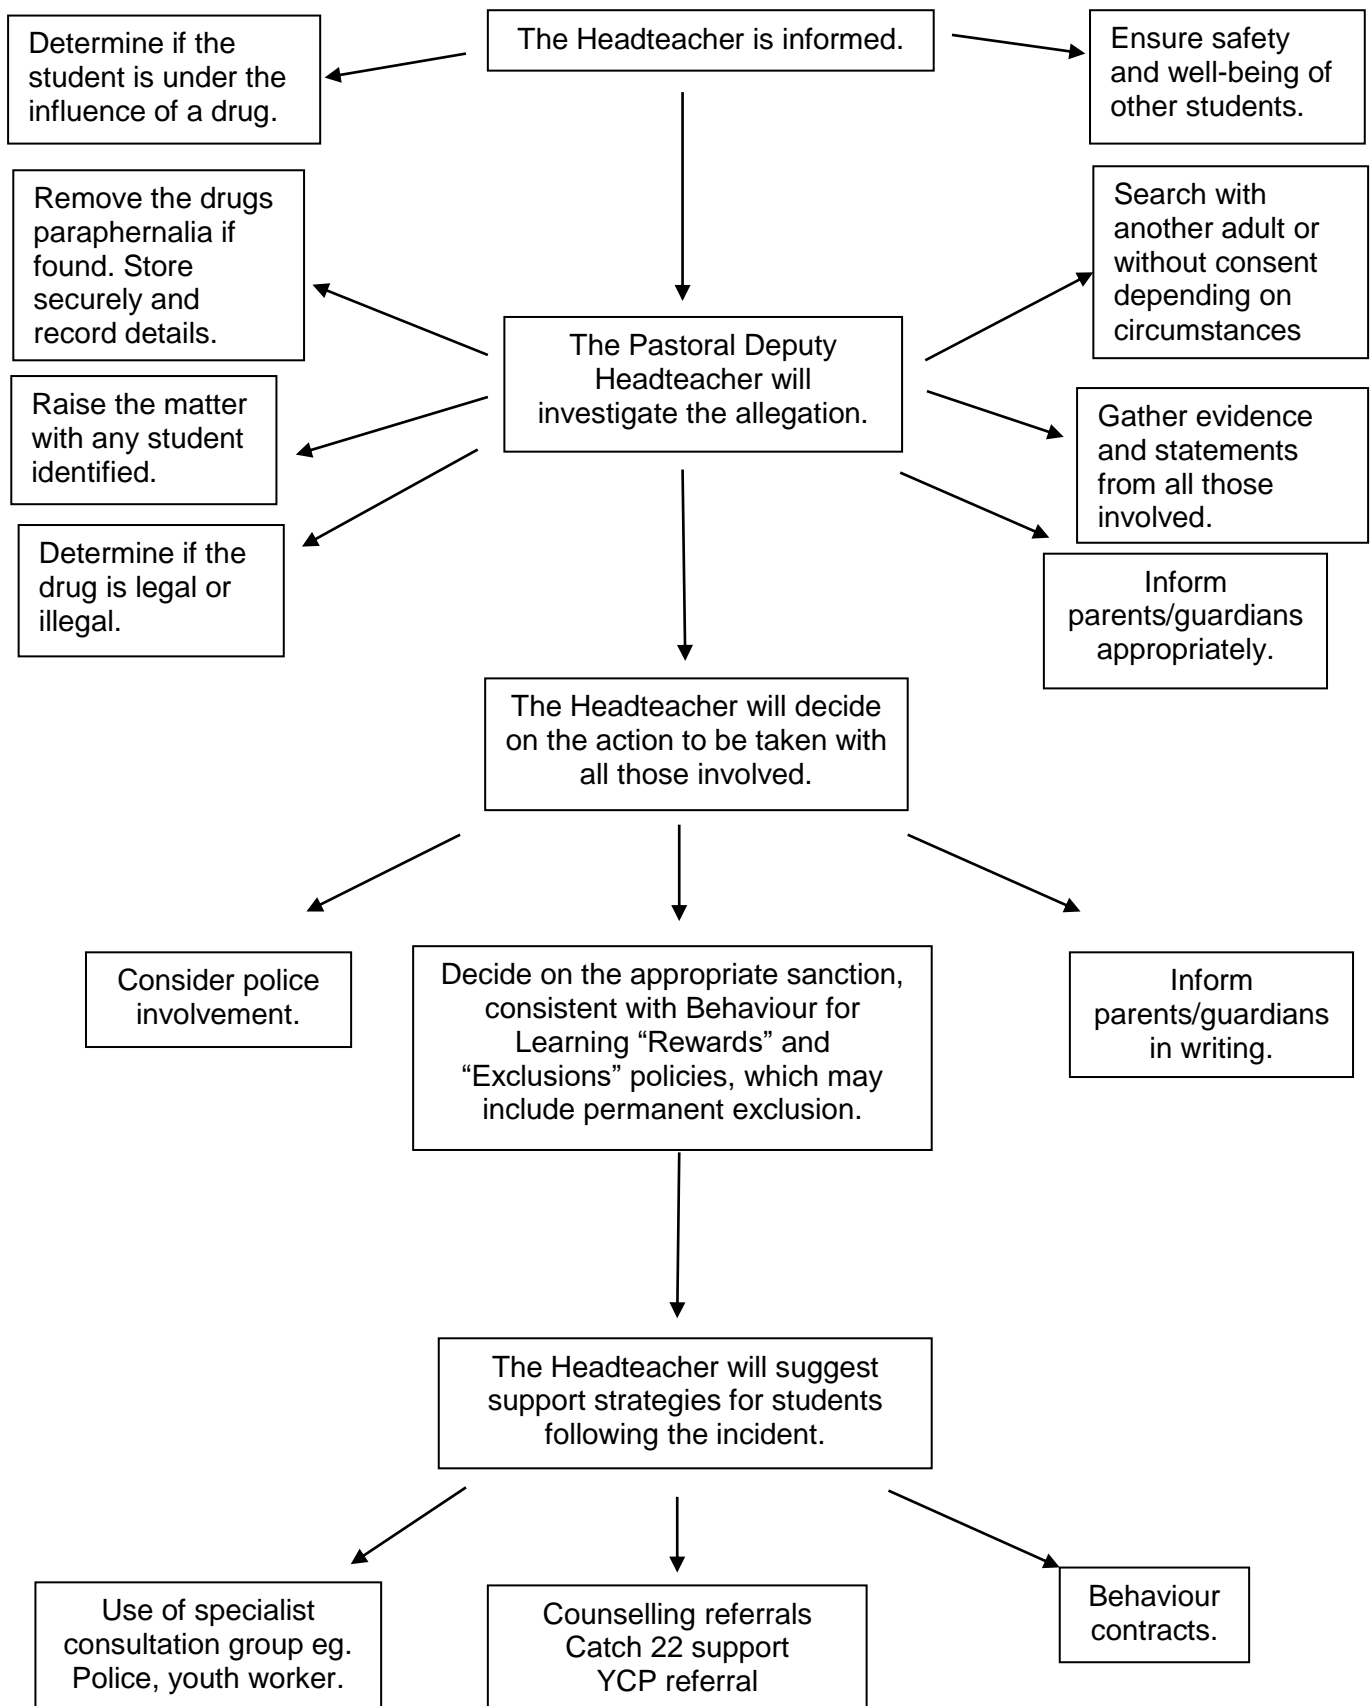 Determine if the
student is under the
influence of a drug.
The Headteacher is informed.
Ensure safety
and well-being of
other students.
Remove the drugs
paraphernalia if
found. Store
securely and
record details.
Search with
another adult or
without consent
depending on
circumstances
The Pastoral Deputy
Headteacher will
investigate the allegation.
Raise the matter
with any student
identified.
Gather evidence
and statements
from all those
involved.
Determine if the
drug is legal or
illegal.
Inform
parents/guardians
appropriately.
The Headteacher will decide
on the action to be taken with
all those involved.
Consider police
involvement.
Decide on the appropriate sanction,
consistent with Behaviour for
Learning “Rewards” and
“Exclusions” policies, which may
include permanent exclusion.
Inform
parents/guardians
in writing.
The Headteacher will suggest
support strategies for students
following the incident.
Use of specialist
consultation group eg.
Police, youth worker.
Counselling referrals
Catch 22 support
YCP referral
Behaviour
contracts.